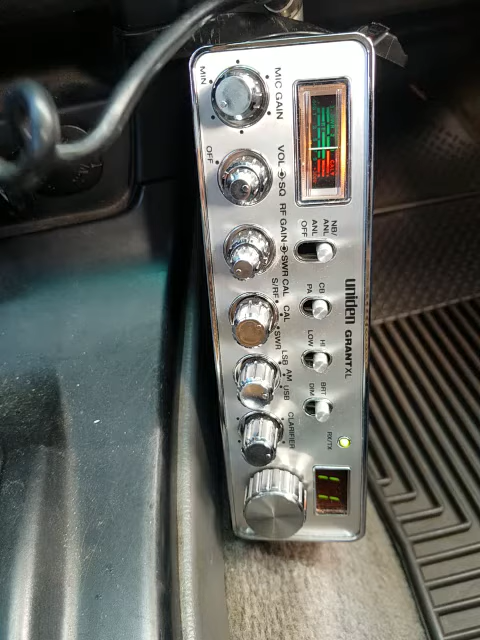 MIN
MIC GAIN
OFF
VOL SQ
RF GAIN SWR CAL
S/RF CAL SWR
LSB AM USB
CLARIFIER
NB/
ANL
ANL
OFF
CB
PA
HI
LOW
BRT
DIM
RX/TX
uniden GRANT XL
11